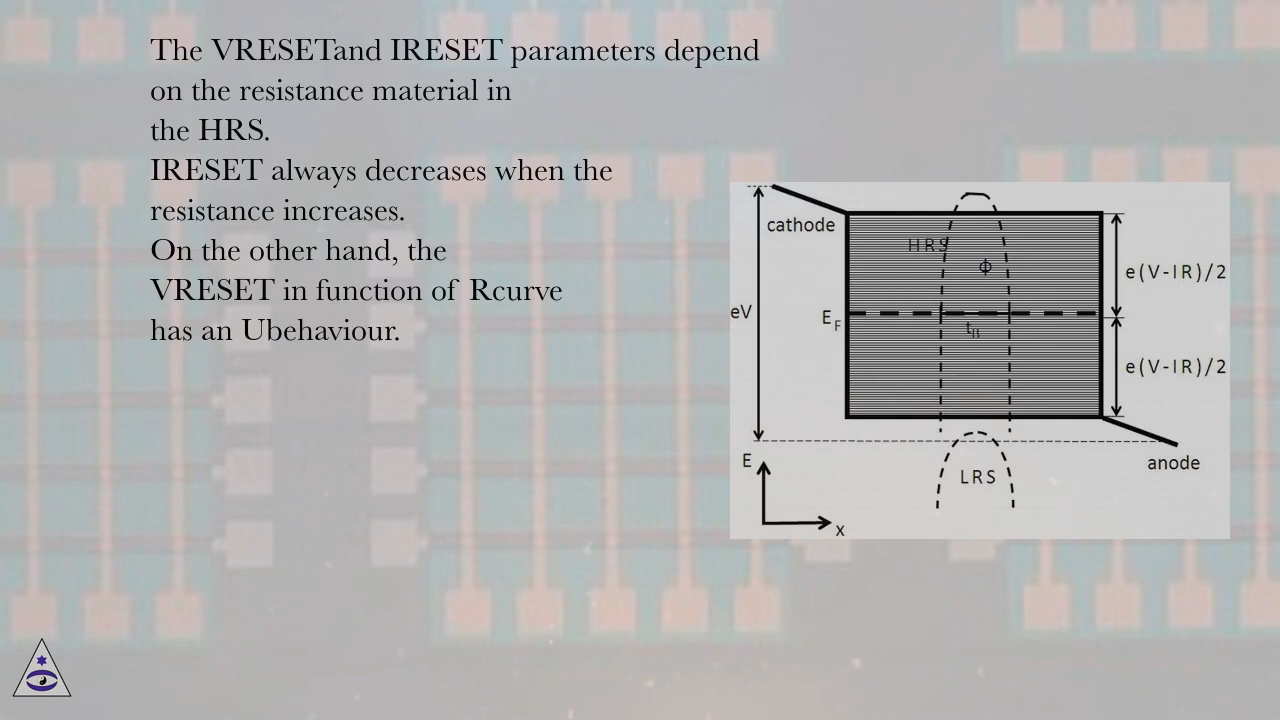 The VRESETand IRESET parameters depend
on the resistance material in
the HRS.
IRESET always decreases when the
resistance increases.
On the other hand, the
VRESET in function of Rcurve
has an Ubehaviour.
cathode
HRS
Φ
e(V-IR)/2
eV
EF
tB
e(V-IR)/2
E
LRS
anode
x